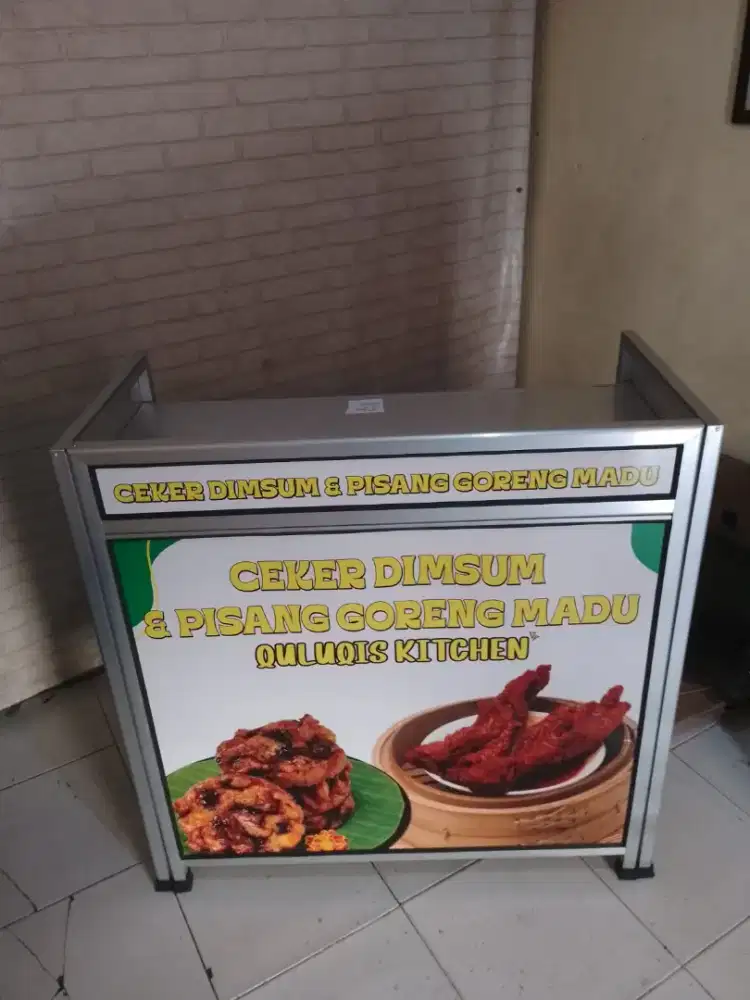 CEKER DIMSUM & PISANG GORENG MADU
CEKER DIMSUM
& PISANG GORENG MADU
QULUQIS KITCHEN